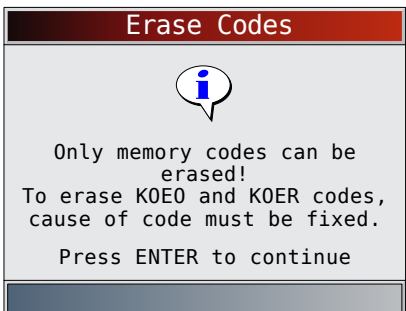 Erase Codes
i
Only memory codes can be
erased!
To erase KOEO and KOER codes,
cause of code must be fixed.
Press ENTER to continue